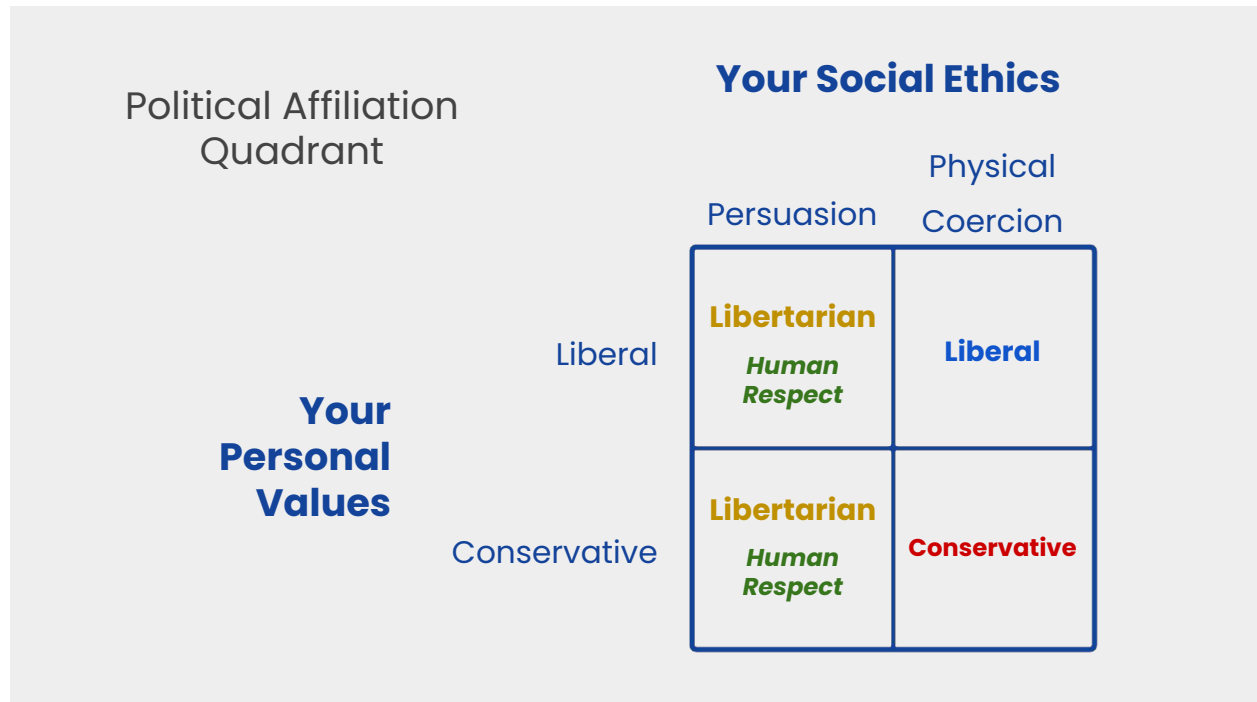 Political Affiliation
Quadrant
Your Social Ethics
Persuasion
Physical
Coercion
Your
Personal
Values
Liberal
Libertarian
Human
Respect
Liberal
Conservative
Libertarian
Human
Respect
Conservative